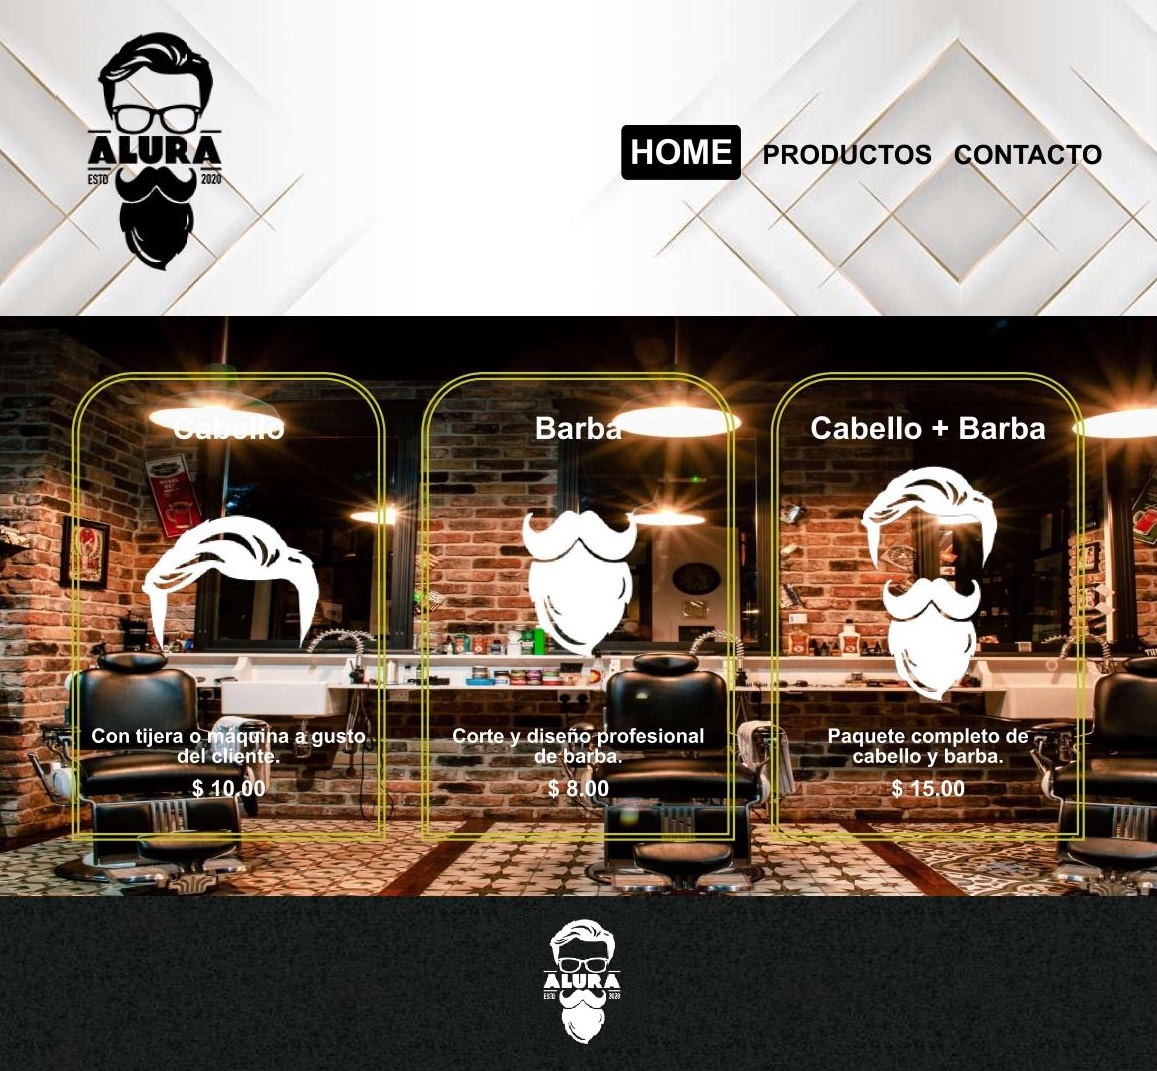 ALURA
ESTD 2020
HOME PRODUCTOS CONTACTO
Cabello
Con tijera o máquina a gusto
del cliente.
$ 10.00
Barba
Corte y diseño profesional
de barba.
$ 8.00
Cabello + Barba
Paquete completo de
cabello y barba.
$ 15.00
ALURA
ESTD 2020